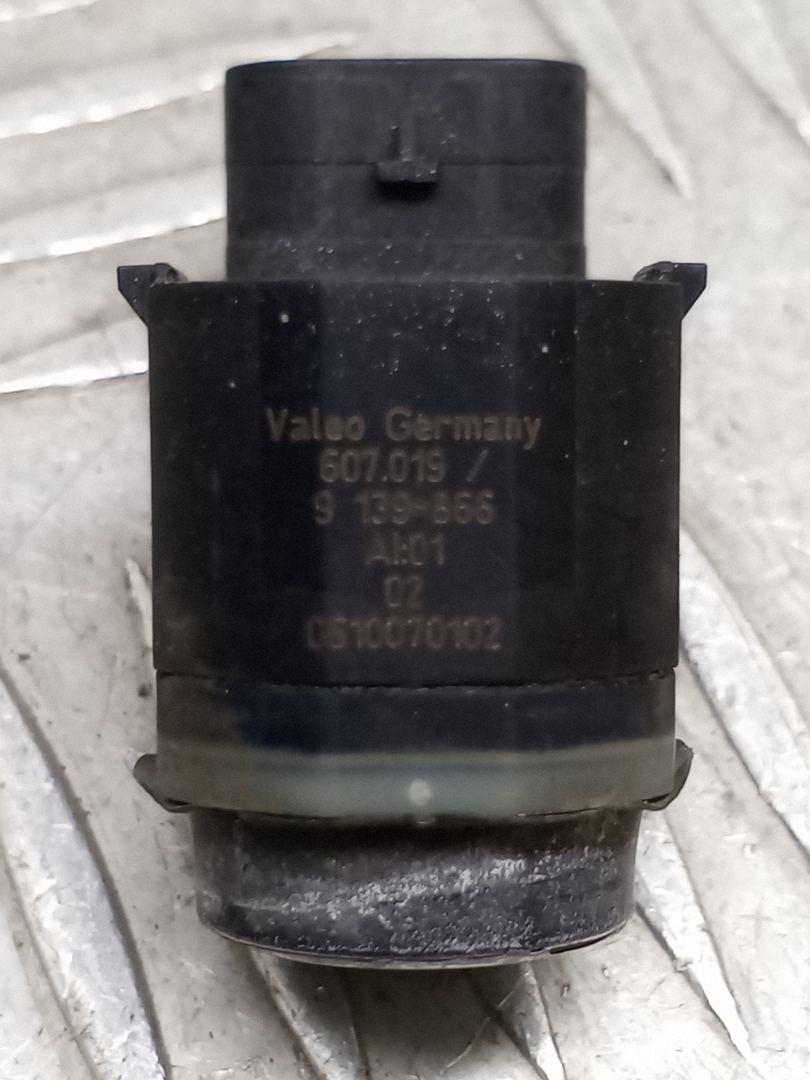 Valeo Germany
607.019 /
9 139-866
AI:01
02
0610070102